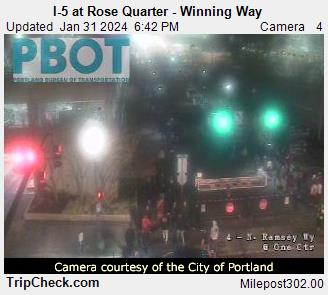 I-5 at Rose Quarter - Winning Way
Updated Jan 31 2024 6:42 PM Camera 4
PBOT
PORTLAND BUREAU OF TRANSPORTATION
4 - N. Ramsey Wy
@ One Ctr
Camera courtesy of the City of Portland
TripCheck.com Milepost302.00